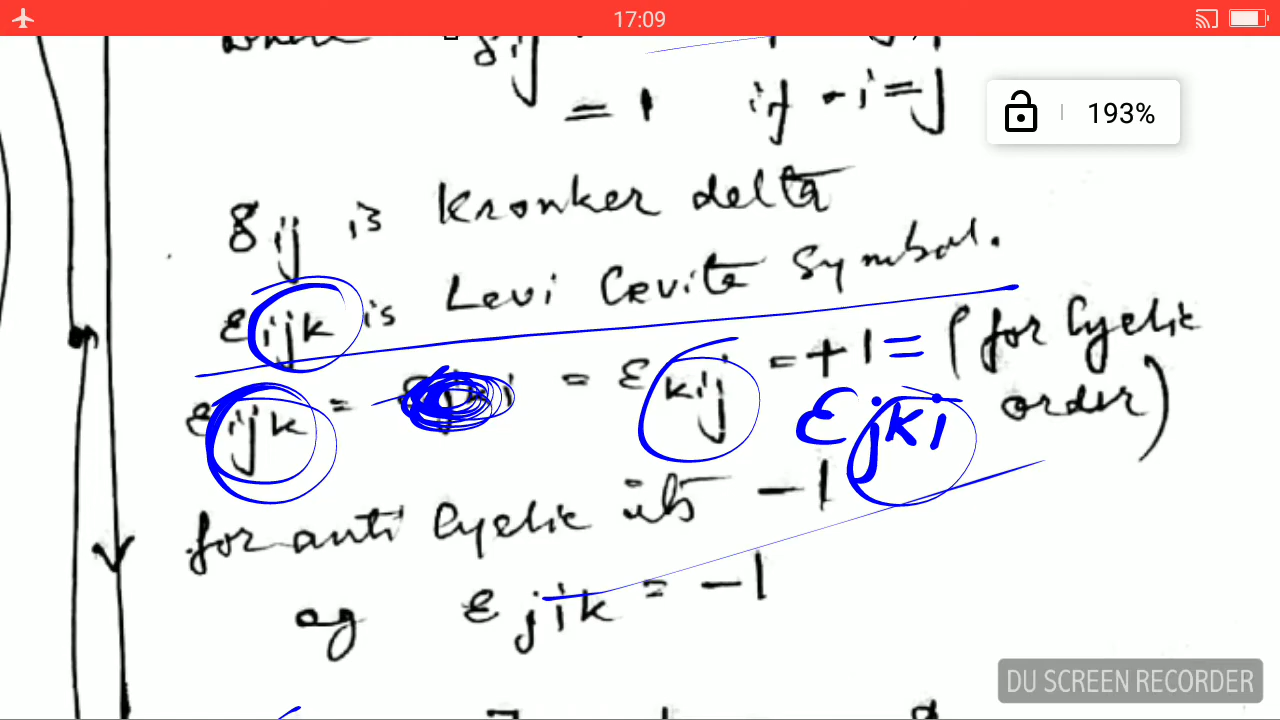 17:09
193%
= 1 if i = j
δij is Kronker delta
εijk is Levi Cevita Symbol.
εijk = = εkij = +1 = (for Cyclic
εjki order)
for anti Cyclic its -1
eg εjik = -1
DU SCREEN RECORDER